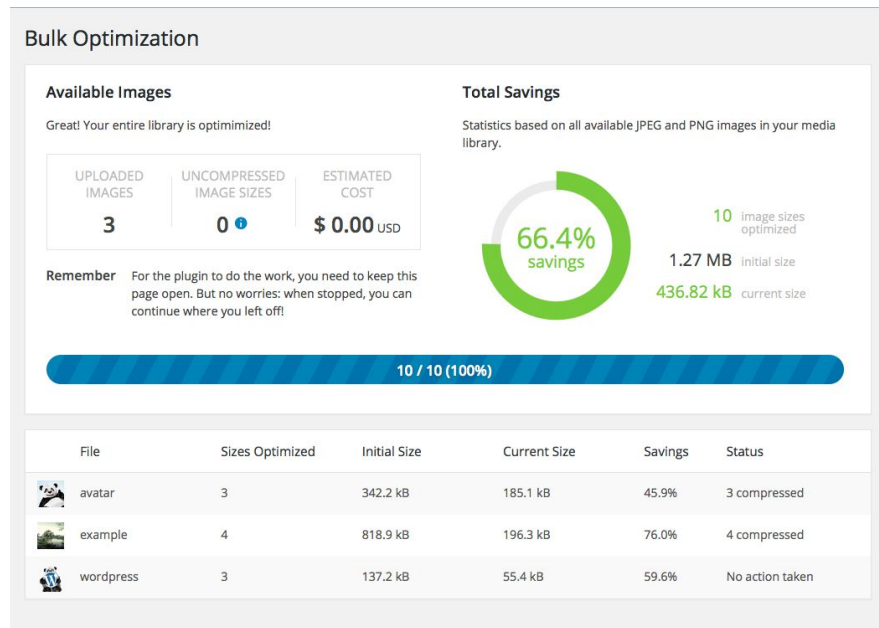 Bulk Optimization
Available Images
Great! Your entire library is optimimized!
UPLOADED
IMAGES
3
UNCOMPRESSED
IMAGE SIZES
0
ESTIMATED
COST
$ 0.00 USD
Remember For the plugin to do the work, you need to keep this
page open. But no worries: when stopped, you can
continue where you left off!
Total Savings
Statistics based on all available JPEG and PNG images in your media
library.
66.4%
savings
10 image sizes
optimized
1.27 MB initial size
436.82 kB current size
10 / 10 (100%)
File Sizes Optimized Initial Size Current Size Savings Status
avatar 3 342.2 kB 185.1 kB 45.9% 3 compressed
example 4 818.9 kB 196.3 kB 76.0% 4 compressed
wordpress 3 137.2 kB 55.4 kB 59.6% No action taken